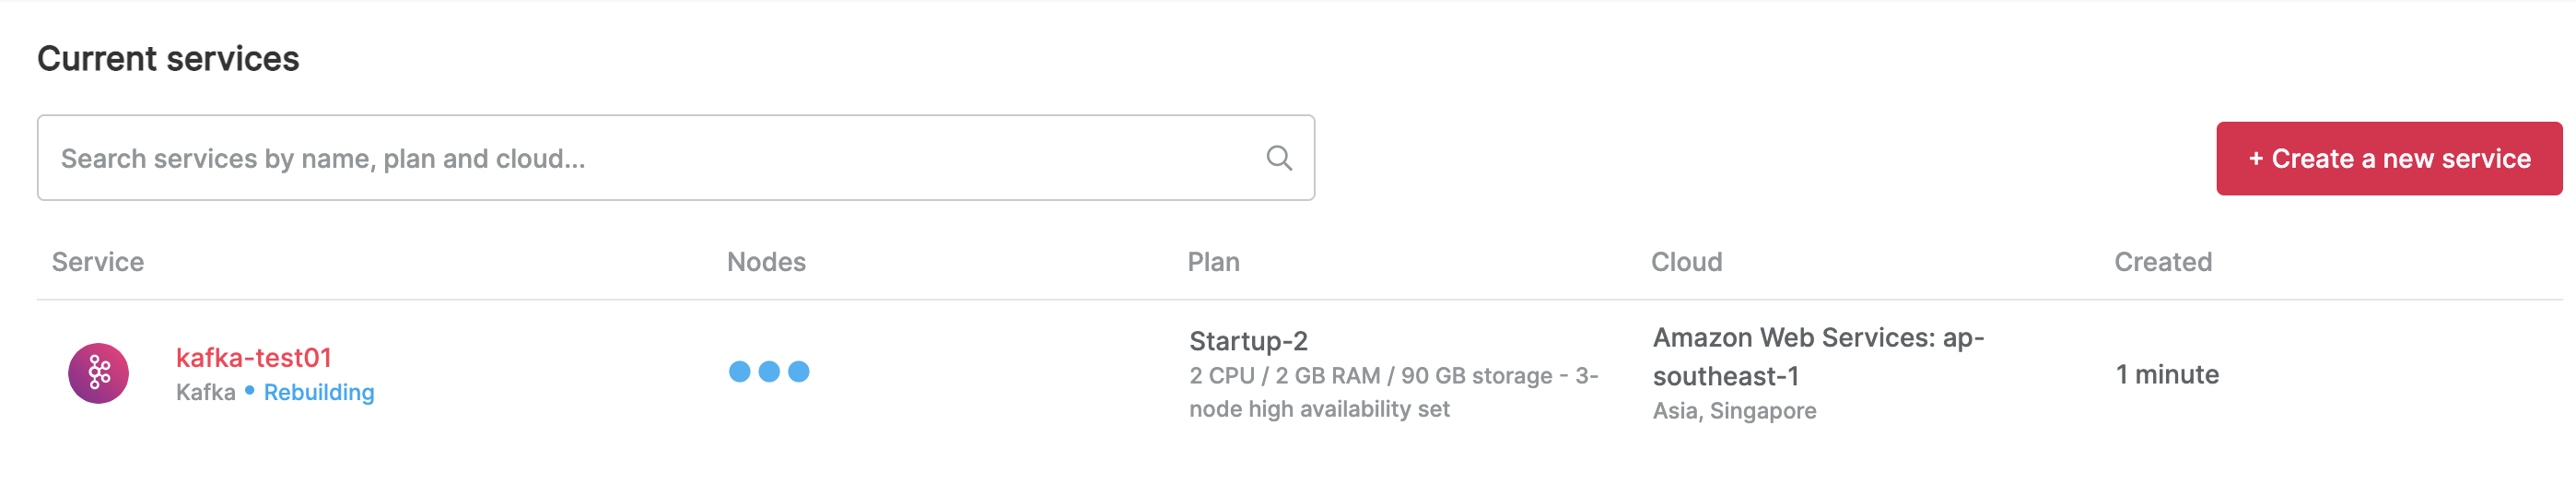 Current services
Search services by name, plan and cloud...
+ Create a new service
Service
Nodes
Plan
Cloud
Created
kafka-test01
Kafka • Rebuilding
Startup-2
2 CPU / 2 GB RAM / 90 GB storage - 3-
node high availability set
Amazon Web Services: ap-
southeast-1
Asia, Singapore
1 minute